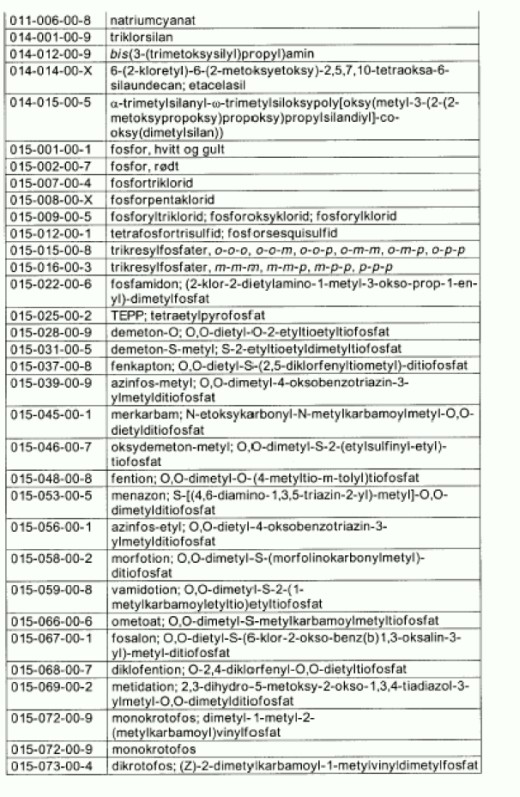 011-006-00-8 natriumcyanat
014-001-00-9 triklorsilan
014-012-00-9 bis(3-(trimetoksysilyl)propyl)amin
014-014-00-X 6-(2-kloretyl)-6-(2-metoksyetoksy)-2,5,7,10-tetraoksa-6-
silaundecan; etacelasil
014-015-00-5 α-trimetylsilanyl-ω-trimetylsiloksypoly[oksy(metyl-3-(2-(2-
metoksypropoksy)propoksy)propylsilandiyl]-co-
oksy(dimetylsilan))
015-001-00-1 fosfor, hvitt og gult
015-002-00-7 fosfor, rødt
015-007-00-4 fosfortriklorid
015-008-00-X fosforpentaklorid
015-009-00-5 fosforyltriklorid; fosforoksyklorid; fosforylklorid
015-012-00-1 tetrafosfortrisulfid; fosforsesquisulfid
015-015-00-8 trikresylfosfater, o-o-o, o-o-m, o-o-p, o-m-m, o-m-p, o-p-p
015-016-00-3 trikresylfosfater, m-m-m, m-m-p, m-p-p, p-p-p
015-022-00-6 fosfamidon; (2-klor-2-dietylamino-1-metyl-3-okso-prop-1-en-
yl)-dimetylfosfat
015-025-00-2 TEPP; tetraetylpyrofosfat
015-028-00-9 demeton-O; O,O-dietyl-O-2-etyltioetyltiofosfat
015-031-00-5 demeton-S-metyl; S-2-etyltioetyldimetyltiofosfat
015-037-00-8 fenkapton; O,O-dietyl-S-(2,5-diklorfenyltiometyl)-ditiofosfat
015-039-00-9 azinfos-metyl; O,O-dimetyl-4-oksobenzotriazin-3-
ylmetylditiofosfat
015-045-00-1 merkarbam; N-etoksykarbonyl-N-metylkarbamoylmetyl-O,O-
dietylditiofosfat
015-046-00-7 oksydemeton-metyl; O,O-dimetyl-S-2-(etylsulfinyl-etyl)-
tiofosfat
015-048-00-8 fention; O,O-dimetyl-O-(4-metyltio-m-tolyl)tiofosfat
015-053-00-5 menazon; S-[(4,6-diamino-1,3,5-triazin-2-yl)-metyl]-O,O-
dimetylditiofosfat
015-056-00-1 azinfos-etyl; O,O-dietyl-4-oksobenzotriazin-3-
ylmetylditiofosfat
015-058-00-2 morfotion; O,O-dimetyl-S-(morfolinokarbonylmetyl)-
ditiofosfat
015-059-00-8 vamidotion; O,O-dimetyl-S-2-(1-
metylkarbamoyletyltio)etyltiofosfat
015-066-00-6 ometoat; O,O-dimetyl-S-metylkarbamoylmetyltiofosfat
015-067-00-1 fosalon; O,O-dietyl-S-(6-klor-2-okso-benz(b)1,3-oksalin-3-
yl)-metyl-ditiofosfat
015-068-00-7 diklofention; O-2,4-diklorfenyl-O,O-dietyltiofosfat
015-069-00-2 metidation; 2,3-dihydro-5-metoksy-2-okso-1,3,4-tiadiazol-3-
ylmetyl-O,O-dimetylditiofosfat
015-072-00-9 monokrotofos; dimetyl-1-metyl-2-
(metylkarbamoyl)vinylfosfat
015-072-00-9 monokrotofos
015-073-00-4 dikrotofos; (Z)-2-dimetylkarbamoyl-1-metylvinyldimetylfosfat